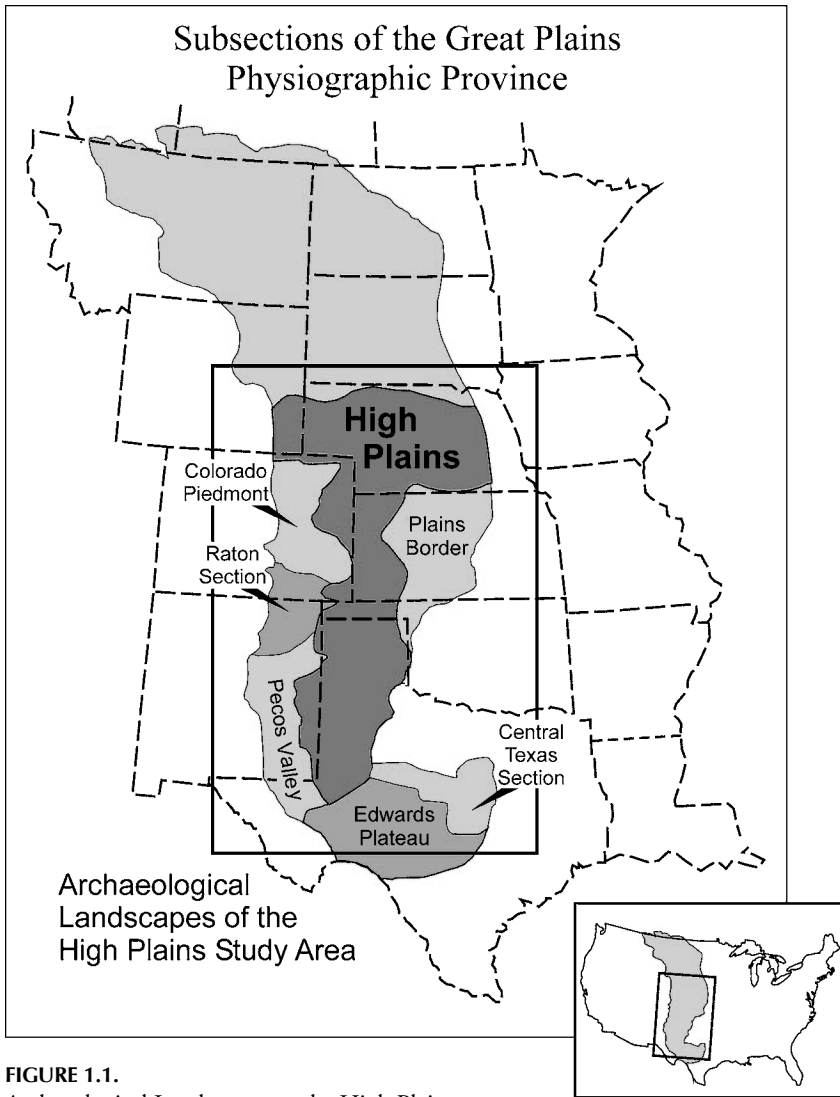 Subsections of the Great Plains
Physiographic Province
High
Plains
Colorado
Piedmont
Plains
Border
Raton
Section
Pecos Valley
Central
Texas
Section
Edwards
Plateau
Archaeological
Landscapes of the
High Plains Study Area
FIGURE 1.1.